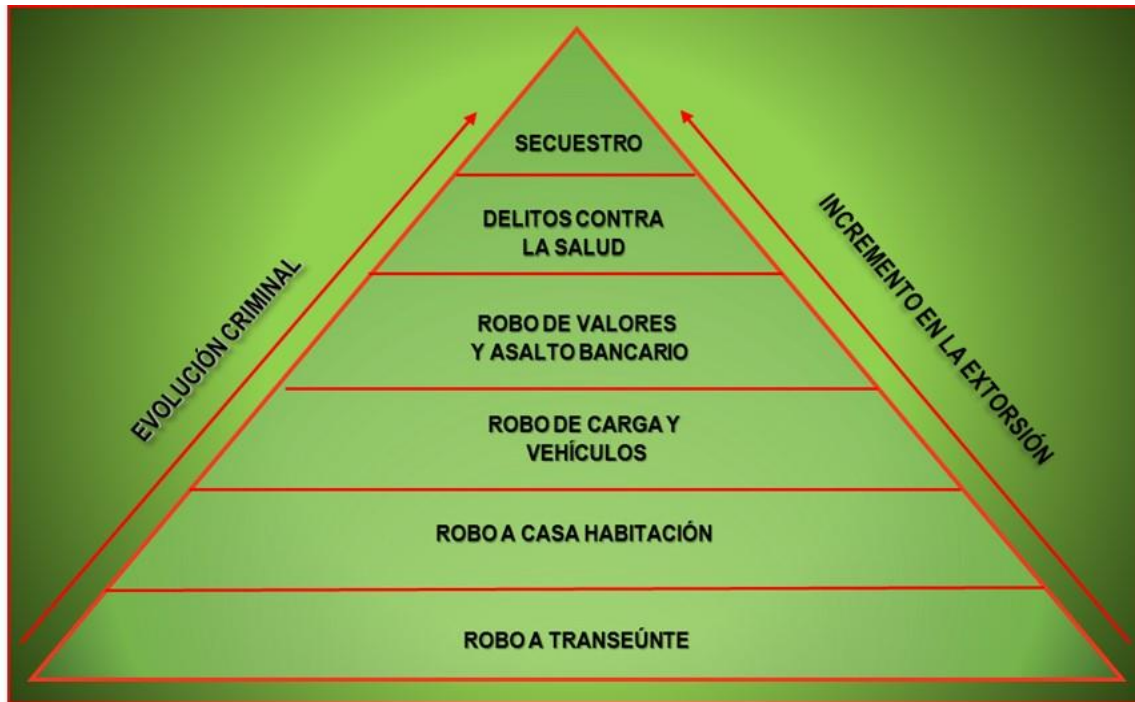 SECUESTRO
DELITOS CONTRA
LA SALUD
ROBO DE VALORES
Y ASALTO BANCARIO
ROBO DE CARGA Y
VEHÍCULOS
ROBO A CASA HABITACIÓN
ROBO A TRANSEÚNTE
EVOLUCIÓN CRIMINAL
INCREMENTO EN LA EXTORSIÓN